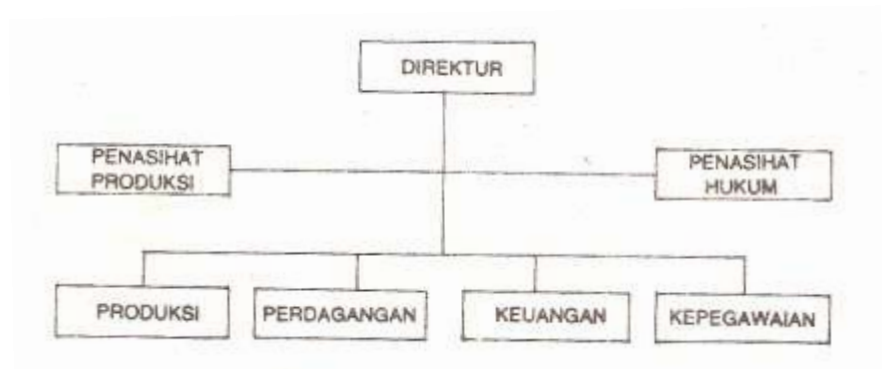 DIREKTUR
PENASIHAT
PRODUKSI
PENASIHAT
HUKUM
PRODUKSI
PERDAGANGAN
KEUANGAN
KEPEGAWAIAN